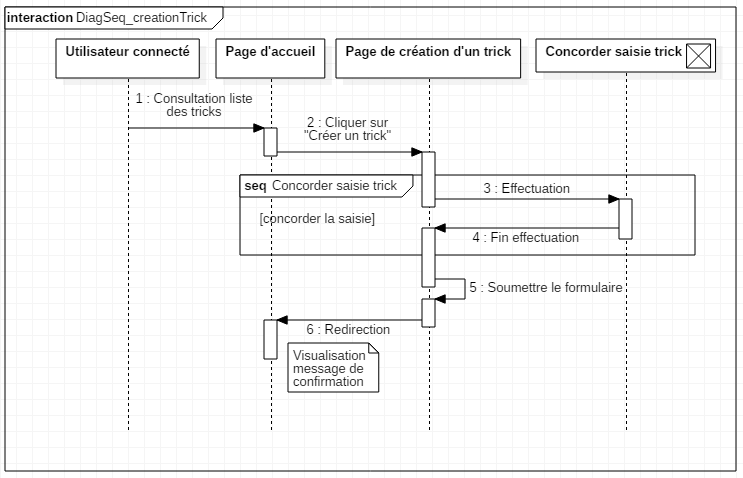 interaction DiagSeq_creationTrick
Utilisateur connecté
Page d'accueil
Page de création d'un trick
Concorder saisie trick
1 : Consultation liste
des tricks
2 : Cliquer sur
"Créer un trick"
seq Concorder saisie trick
3 : Effectuation
[concorder la saisie]
4 : Fin effectuation
5 : Soumettre le formulaire
6 : Redirection
Visualisation
message de
confirmation